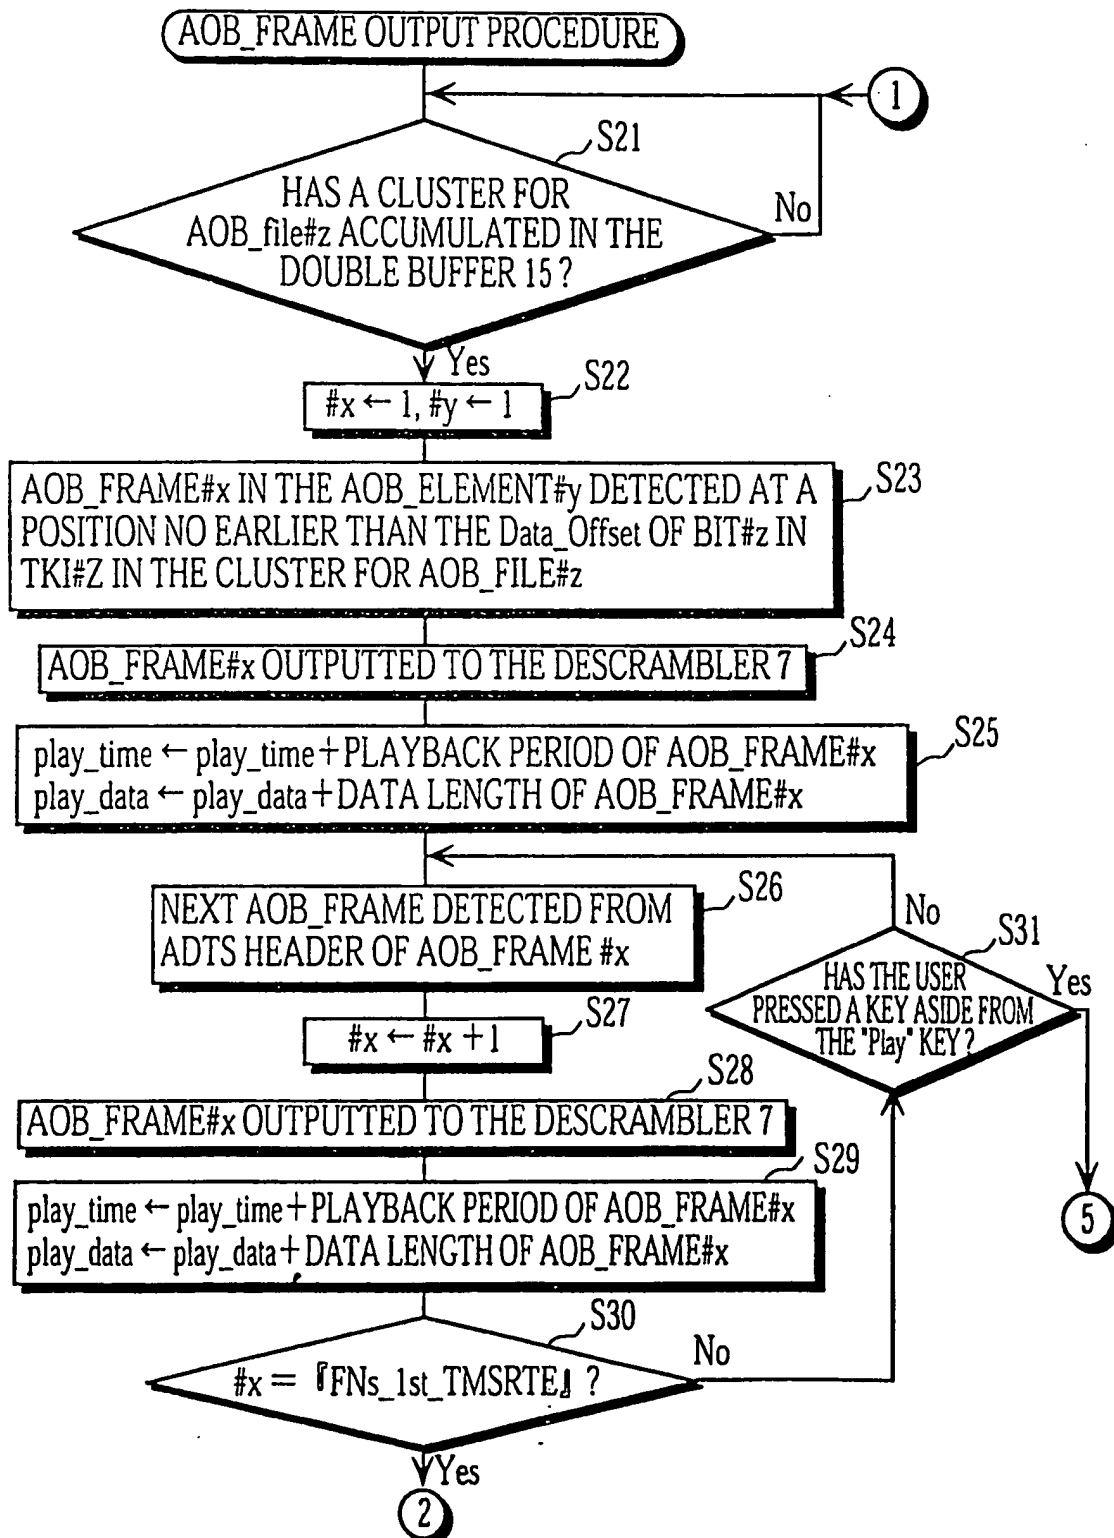 AOB_FRAME OUTPUT PROCEDURE
1
S21
HAS A CLUSTER FOR
AOB_file#z ACCUMULATED IN THE
DOUBLE BUFFER 15 ?
No
Yes
S22
#x ← 1, #y ← 1
S23
AOB_FRAME#x IN THE AOB_ELEMENT#y DETECTED AT A
POSITION NO EARLIER THAN THE Data_Offset OF BIT#z IN
TKI#Z IN THE CLUSTER FOR AOB_FILE#z
S24
AOB_FRAME#x OUTPUTTED TO THE DESCRAMBLER 7
S25
play_time ← play_time+PLAYBACK PERIOD OF AOB_FRAME#x
play_data ← play_data+DATA LENGTH OF AOB_FRAME#x
S26
NEXT AOB_FRAME DETECTED FROM
ADTS HEADER OF AOB_FRAME #x
No
S31
HAS THE USER
PRESSED A KEY ASIDE FROM
THE "Play" KEY ?
Yes
S27
#x ← #x +1
S28
AOB_FRAME#x OUTPUTTED TO THE DESCRAMBLER 7
S29
play_time ← play_time+PLAYBACK PERIOD OF AOB_FRAME#x
play_data ← play_data+DATA LENGTH OF AOB_FRAME#x
5
S30
#x = 『FNs_1st_TMSRTE』 ?
No
Yes
2